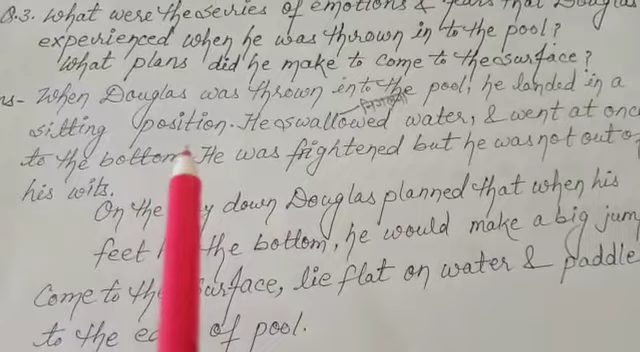 Q.3. What were the series of emotions & fears that Douglas
experienced when he was thrown in to the pool?
What plans did he make to come to the surface?
Ans- When Douglas was thrown into the pool, he landed in a
निगलना
sitting position. He swallowed water, & went at once
to the bottom. He was frightened but he was not out of
his wits.
On the down Douglas planned that when his
feet the bottom, he would make a big jump
Come to the surface, lie flat on water & paddle
to the of pool.